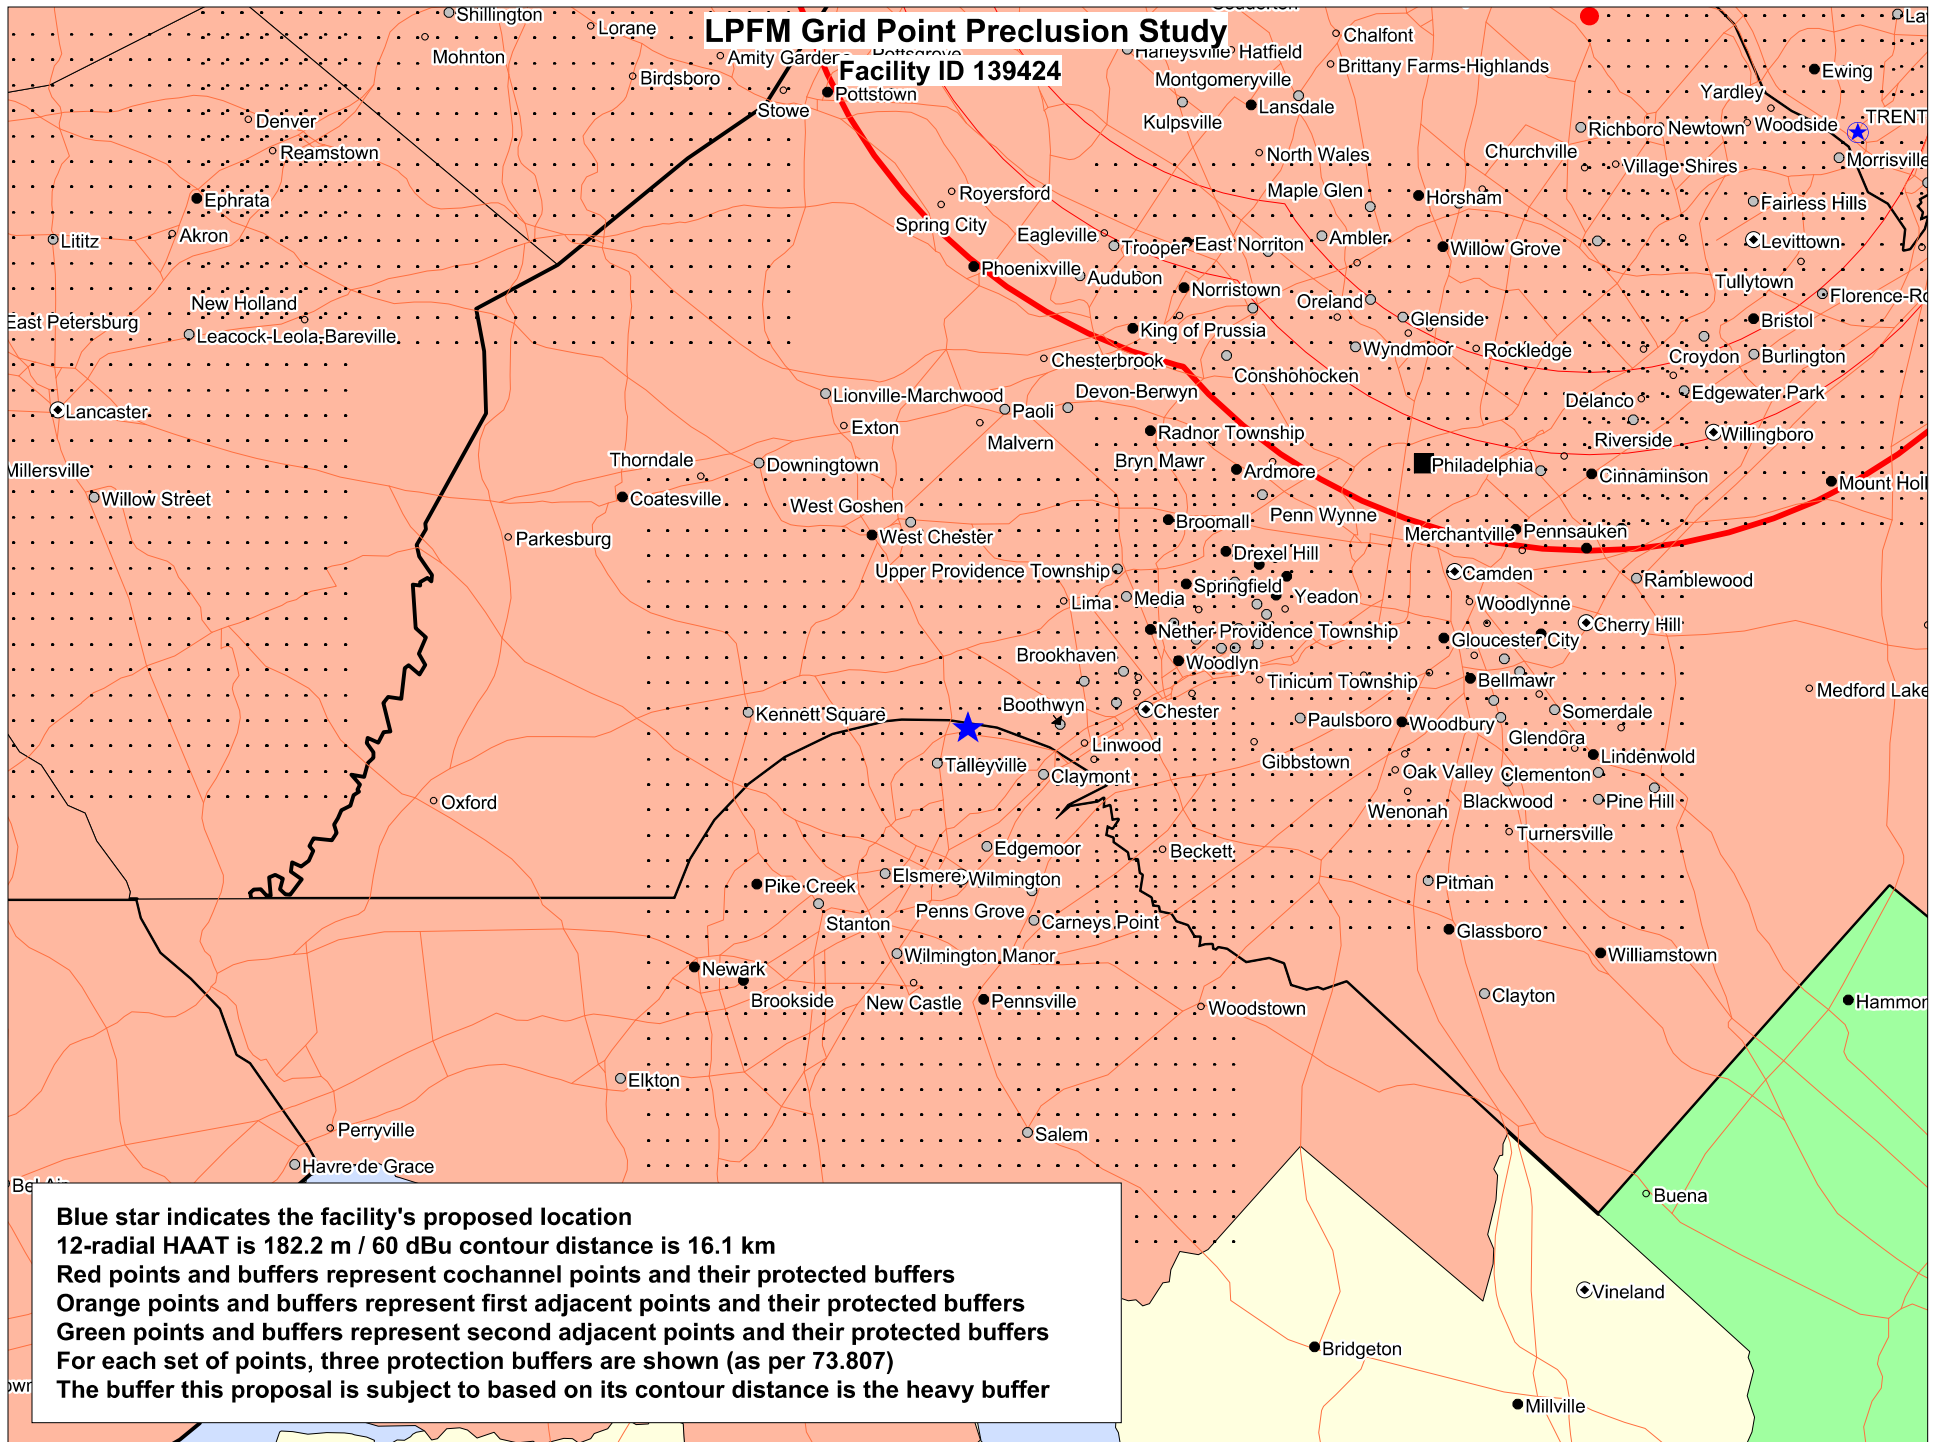 LPFM Grid Point Preclusion Study
Facility ID 139424
Shillington
Lorane
Mohnton
Amity Gardens
Pottsgrove
Harleysville
Hatfield
Chalfont
Brittany Farms-Highlands
Birdsboro
Montgomeryville
Ewing
Pottstown
Stowe
Yardley
Lansdale
Kulpsville
Denver
Richboro
Newtown
Woodside
TRENT
Reamstown
North Wales
Churchville
Village Shires
Morrisville
Royersford
Maple Glen
Horsham
Ephrata
Fairless Hills
Spring City
Akron
Lititz
Eagleville
Trooper
East Norriton
Ambler
Willow Grove
Levittown
Phoenixville
Audubon
Tullytown
Norristown
Oreland
Florence-Ro
New Holland
East Petersburg
Leacock-Leola-Bareville
King of Prussia
Glenside
Bristol
Chesterbrook
Wyndmoor
Rockledge
Croydon
Burlington
Conshohocken
Lionville-Marchwood
Devon-Berwyn
Edgewater Park
Delanco
Lancaster
Paoli
Exton
Malvern
Radnor Township
Riverside
Willingboro
Millersville
Thorndale
Downingtown
Bryn Mawr
Ardmore
Philadelphia
Cinnaminson
Mount Holl
Willow Street
Coatesville
West Goshen
Penn Wynne
Broomall
Parkesburg
West Chester
Merchantville
Pennsauken
Drexel Hill
Upper Providence Township
Camden
Ramblewood
Springfield
Lima
Media
Yeadon
Woodlynne
Cherry Hill
Nether Providence Township
Gloucester City
Brookhaven
Woodlyn
Tinicum Township
Bellmawr
Medford Lake
Boothwyn
Kennett Square
Chester
Paulsboro
Woodbury
Somerdale
Glendora
Linwood
Talleyville
Claymont
Gibbstown
Oak Valley
Clementon
Lindenwold
Oxford
Wenonah
Blackwood
Pine Hill
Turnersville
Edgemoor
Beckett
Pike Creek
Elsmere
Wilmington
Pitman
Stanton
Penns Grove
Carneys Point
Glassboro
Wilmington Manor
Williamstown
Newark
Brookside
New Castle
Pennsville
Woodstown
Clayton
Hammon
Elkton
Perryville
Salem
Havre de Grace
Bel Air
Buena
Vineland
Bridgeton
Millville
Blue star indicates the facility's proposed location
12-radial HAAT is 182.2 m / 60 dBu contour distance is 16.1 km
Red points and buffers represent cochannel points and their protected buffers
Orange points and buffers represent first adjacent points and their protected buffers
Green points and buffers represent second adjacent points and their protected buffers
For each set of points, three protection buffers are shown (as per 73.807)
The buffer this proposal is subject to based on its contour distance is the heavy buffer